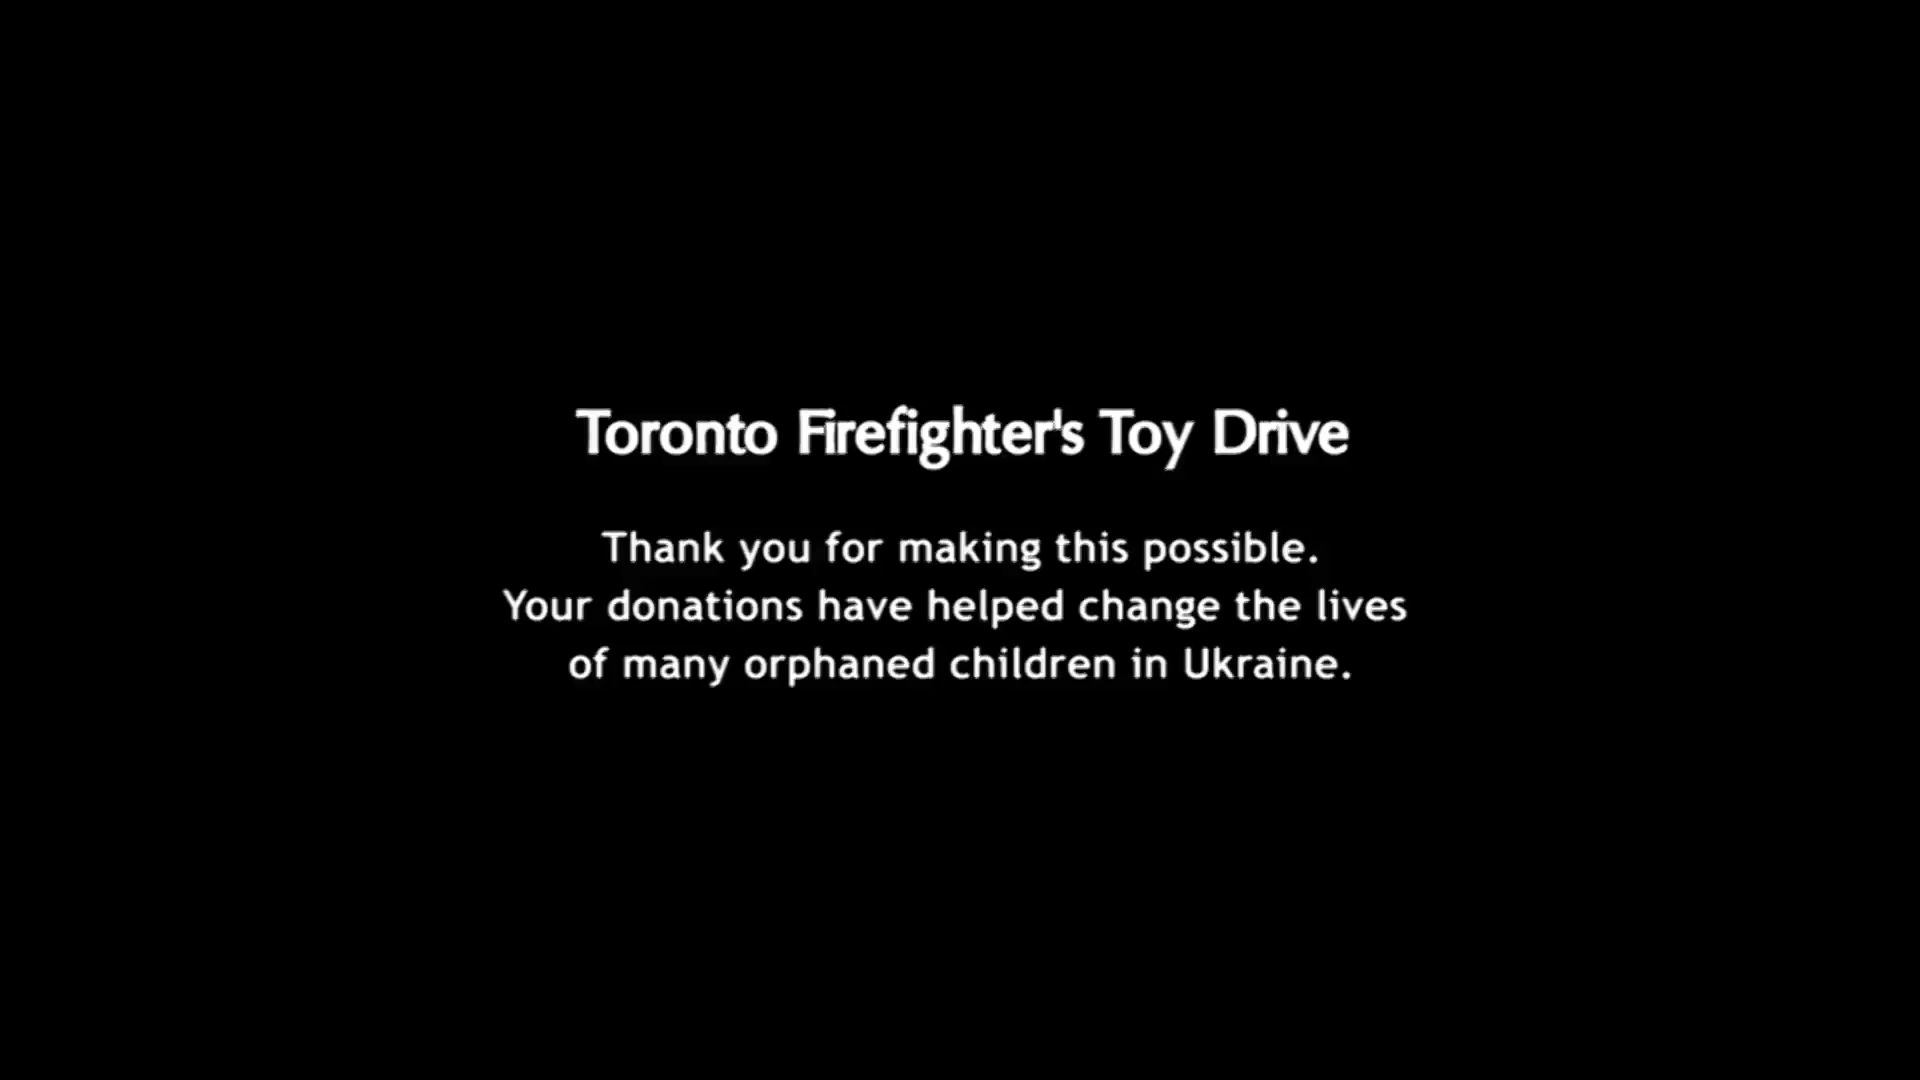 Toronto Firefighter's Toy Drive
Thank you for making this possible.
Your donations have helped change the lives
of many orphaned children in Ukraine.